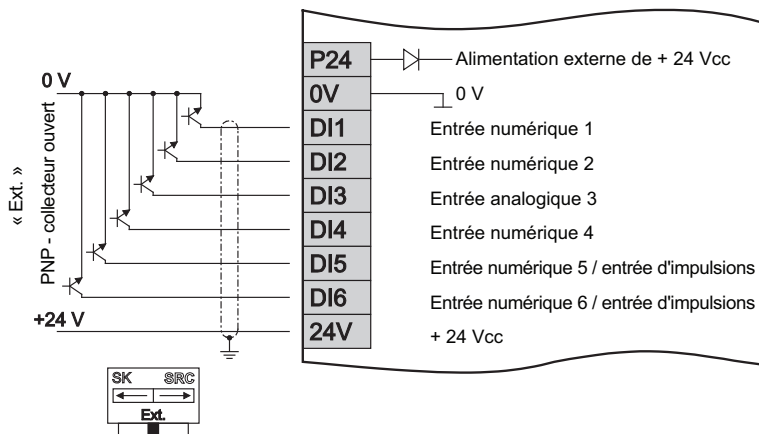 « Ext. »
PNP - collecteur ouvert
0 V
+24 V
P24 Alimentation externe de + 24 Vcc
0V 0 V
DI1 Entrée numérique 1
DI2 Entrée numérique 2
DI3 Entrée analogique 3
DI4 Entrée numérique 4
DI5 Entrée numérique 5 / entrée d'impulsions
DI6 Entrée numérique 6 / entrée d'impulsions
24V + 24 Vcc
SK SRC
Ext.